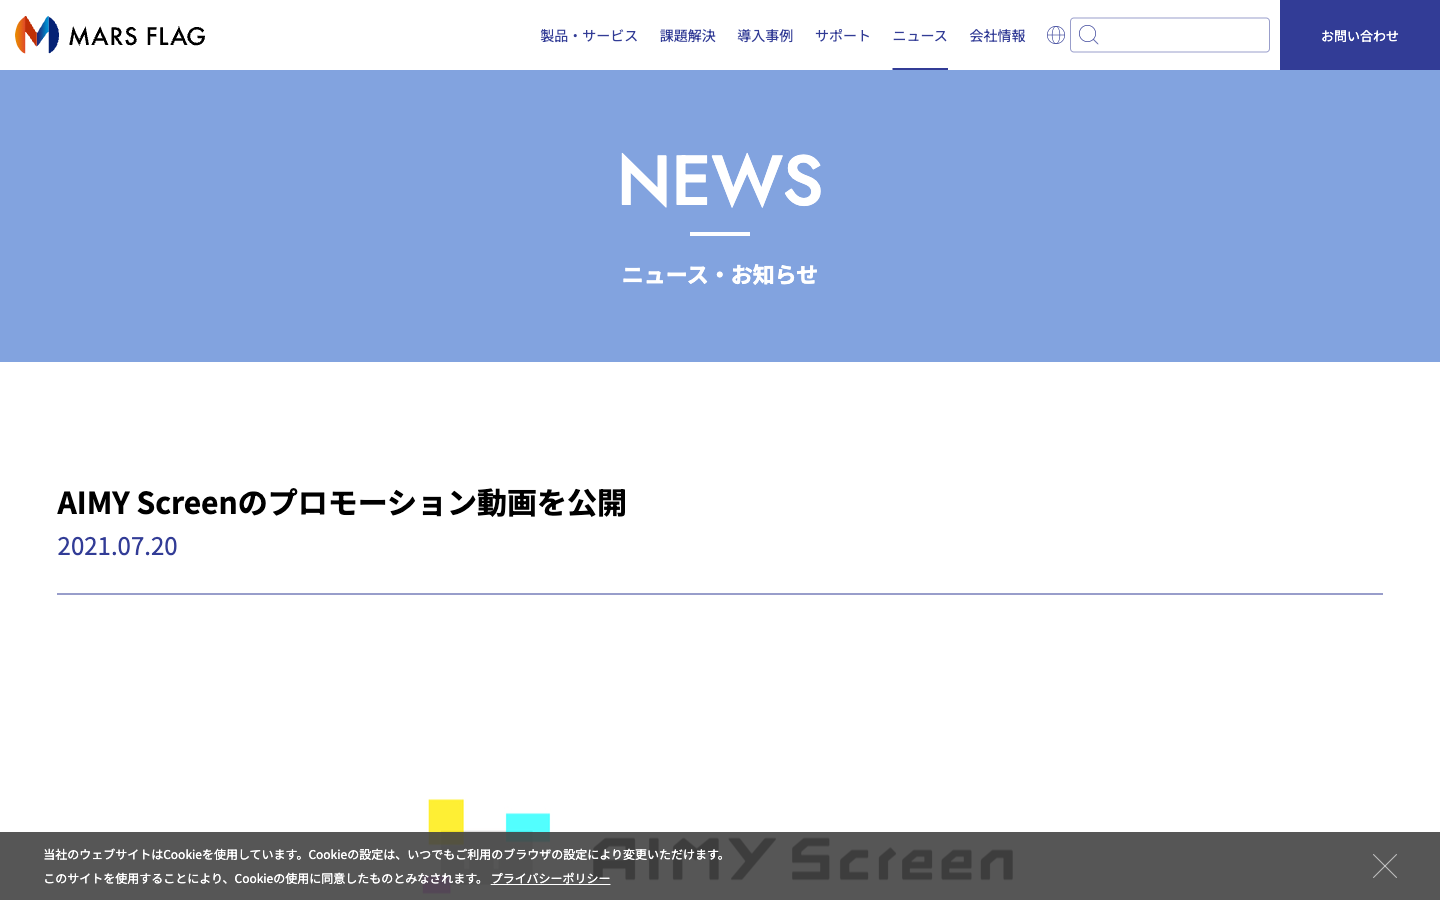 MARS FLAG
製品・サービス
課題解決
導入事例
サポート
ニュース
会社情報
お問い合わせ
NEWS
ニュース・お知らせ
AIMY Screenのプロモーション動画を公開
2021.07.20
AIMY Screen
当社のウェブサイトはCookieを使用しています。Cookieの設定は、いつでもご利用のブラウザの設定により変更いただけます。
このサイトを使用することにより、Cookieの使用に同意したものとみなされます。 プライバシーポリシー